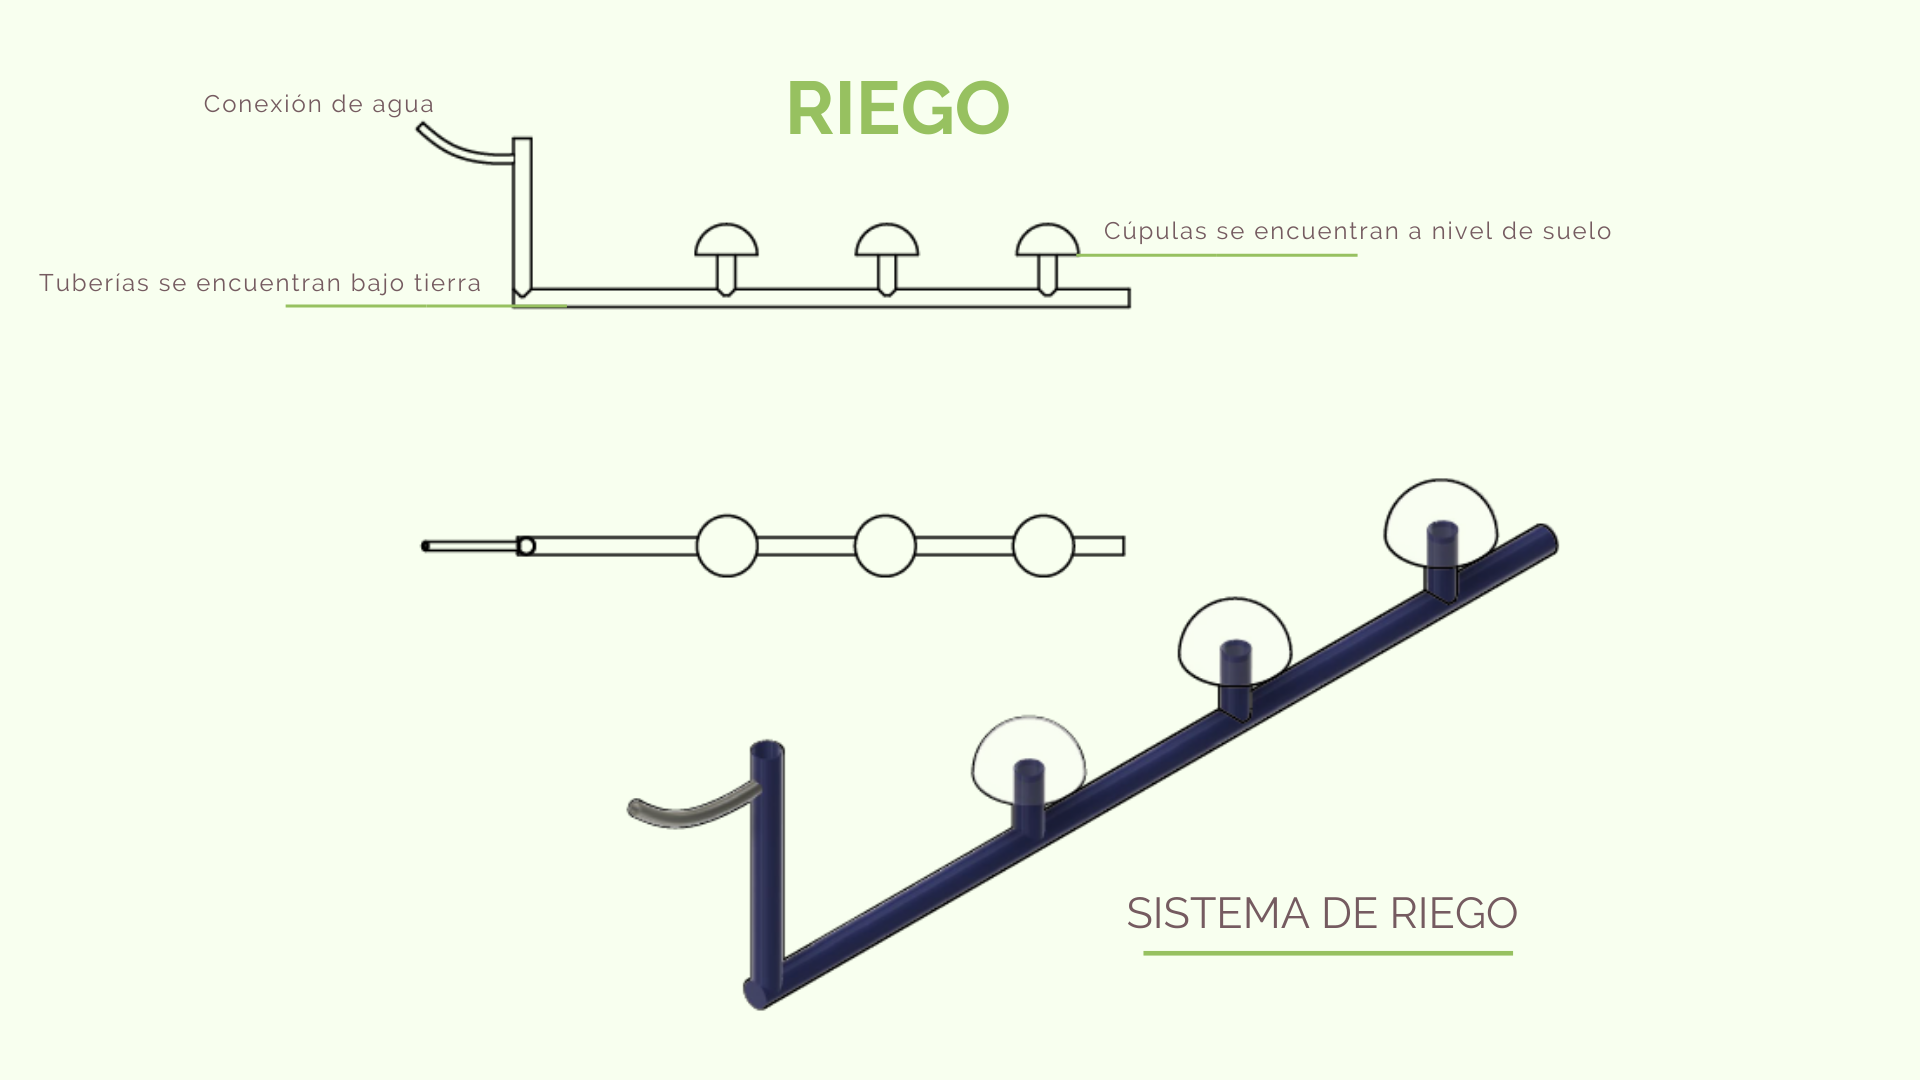 RIEGO
Conexión de agua
Cúpulas se encuentran a nivel de suelo
Tuberías se encuentran bajo tierra
SISTEMA DE RIEGO